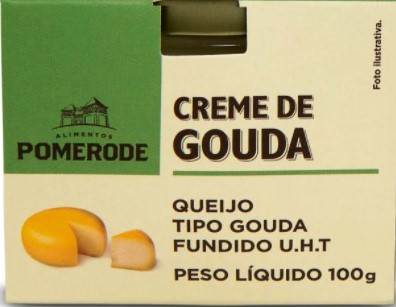 ALIMENTOS
POMERODE
CREME DE
GOUDA
QUEIJO
TIPO GOUDA
FUNDIDO U.H.T
PESO LÍQUIDO 100g
Foto ilustrativa.